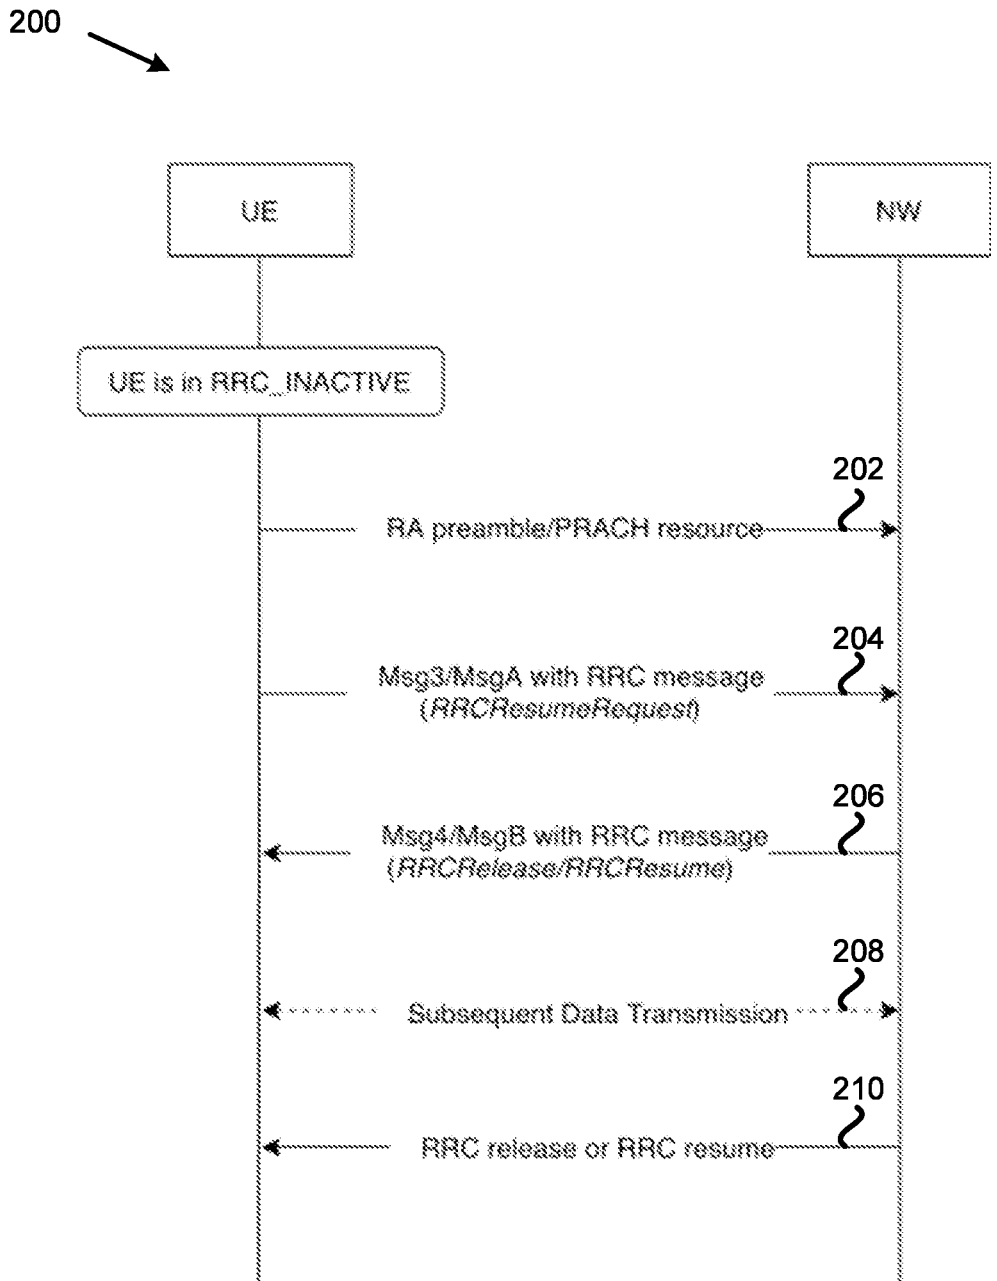 200
UE
NW
UE is in RRC_INACTIVE
202
RA preamble/PRACH resource
204
Msg3/MsgA with RRC message
(RRCResumeRequest)
206
Msg4/MsgB with RRC message
(RRCRelease/RRCResume)
208
Subsequent Data Transmission
210
RRC release or RRC resume